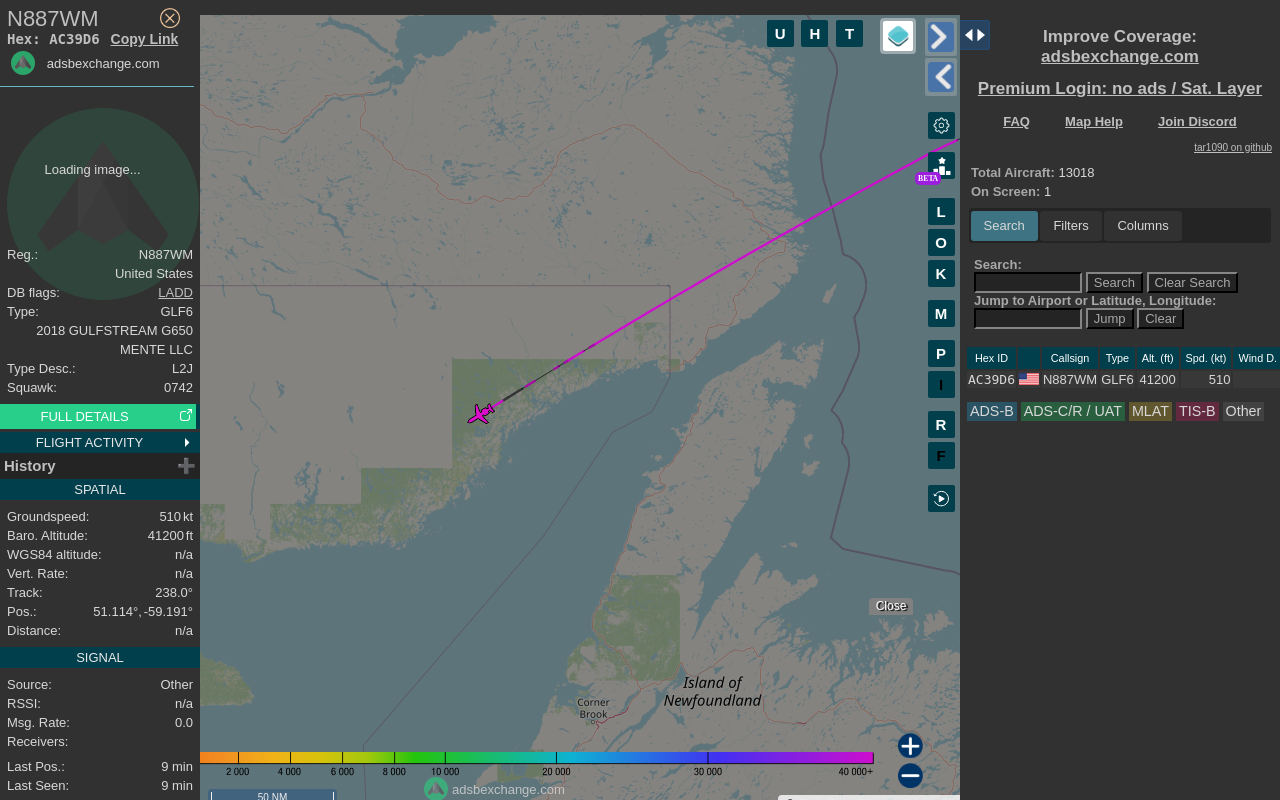 N887WM
Hex: AC39D6 Copy Link
adsbexchange.com
Loading image...
Reg.: N887WM
United States
DB flags: LADD
Type: GLF6
2018 GULFSTREAM G650
MENTE LLC
Type Desc.: L2J
Squawk: 0742
FULL DETAILS
FLIGHT ACTIVITY
History
SPATIAL
Groundspeed: 510 kt
Baro. Altitude: 41200 ft
WGS84 altitude: n/a
Vert. Rate: n/a
Track: 238.0°
Pos.: 51.114°, -59.191°
Distance: n/a
SIGNAL
Source: Other
RSSI: n/a
Msg. Rate: 0.0
Receivers:
Last Pos.: 9 min
Last Seen: 9 min
U H T
BETA
L
O
K
M
P
I
R
F
Close
Island of
Newfoundland
Corner
Brook
2 000 4 000 6 000 8 000 10 000 20 000 30 000 40 000+
adsbexchange.com
50 NM
Improve Coverage:
adsbexchange.com
Premium Login: no ads / Sat. Layer
FAQ Map Help Join Discord
tar1090 on github
Total Aircraft: 13018
On Screen: 1
Search Filters Columns
Search:
Search Clear Search
Jump to Airport or Latitude, Longitude:
Jump Clear
Hex ID Callsign Type Alt. (ft) Spd. (kt) Wind D.
AC39D6 N887WM GLF6 41200 510
ADS-B ADS-C/R / UAT MLAT TIS-B Other